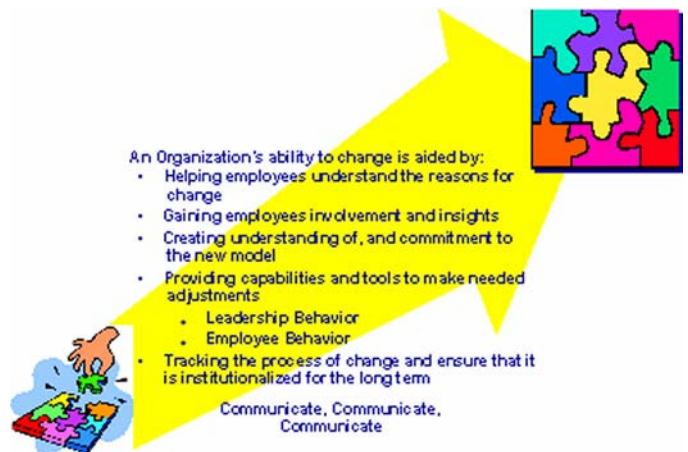 An Organization's ability to change is aided by:
• Helping employees understand the reasons for
change
• Gaining employees involvement and insights
• Creating understanding of, and commitment to
the new model
• Providing capabilities and tools to make needed
adjustments
• Leadership Behavior
• Employee Behavior
• Tracking the process of change and ensure that it
is institutionalized for the long term
Communicate, Communicate,
Communicate